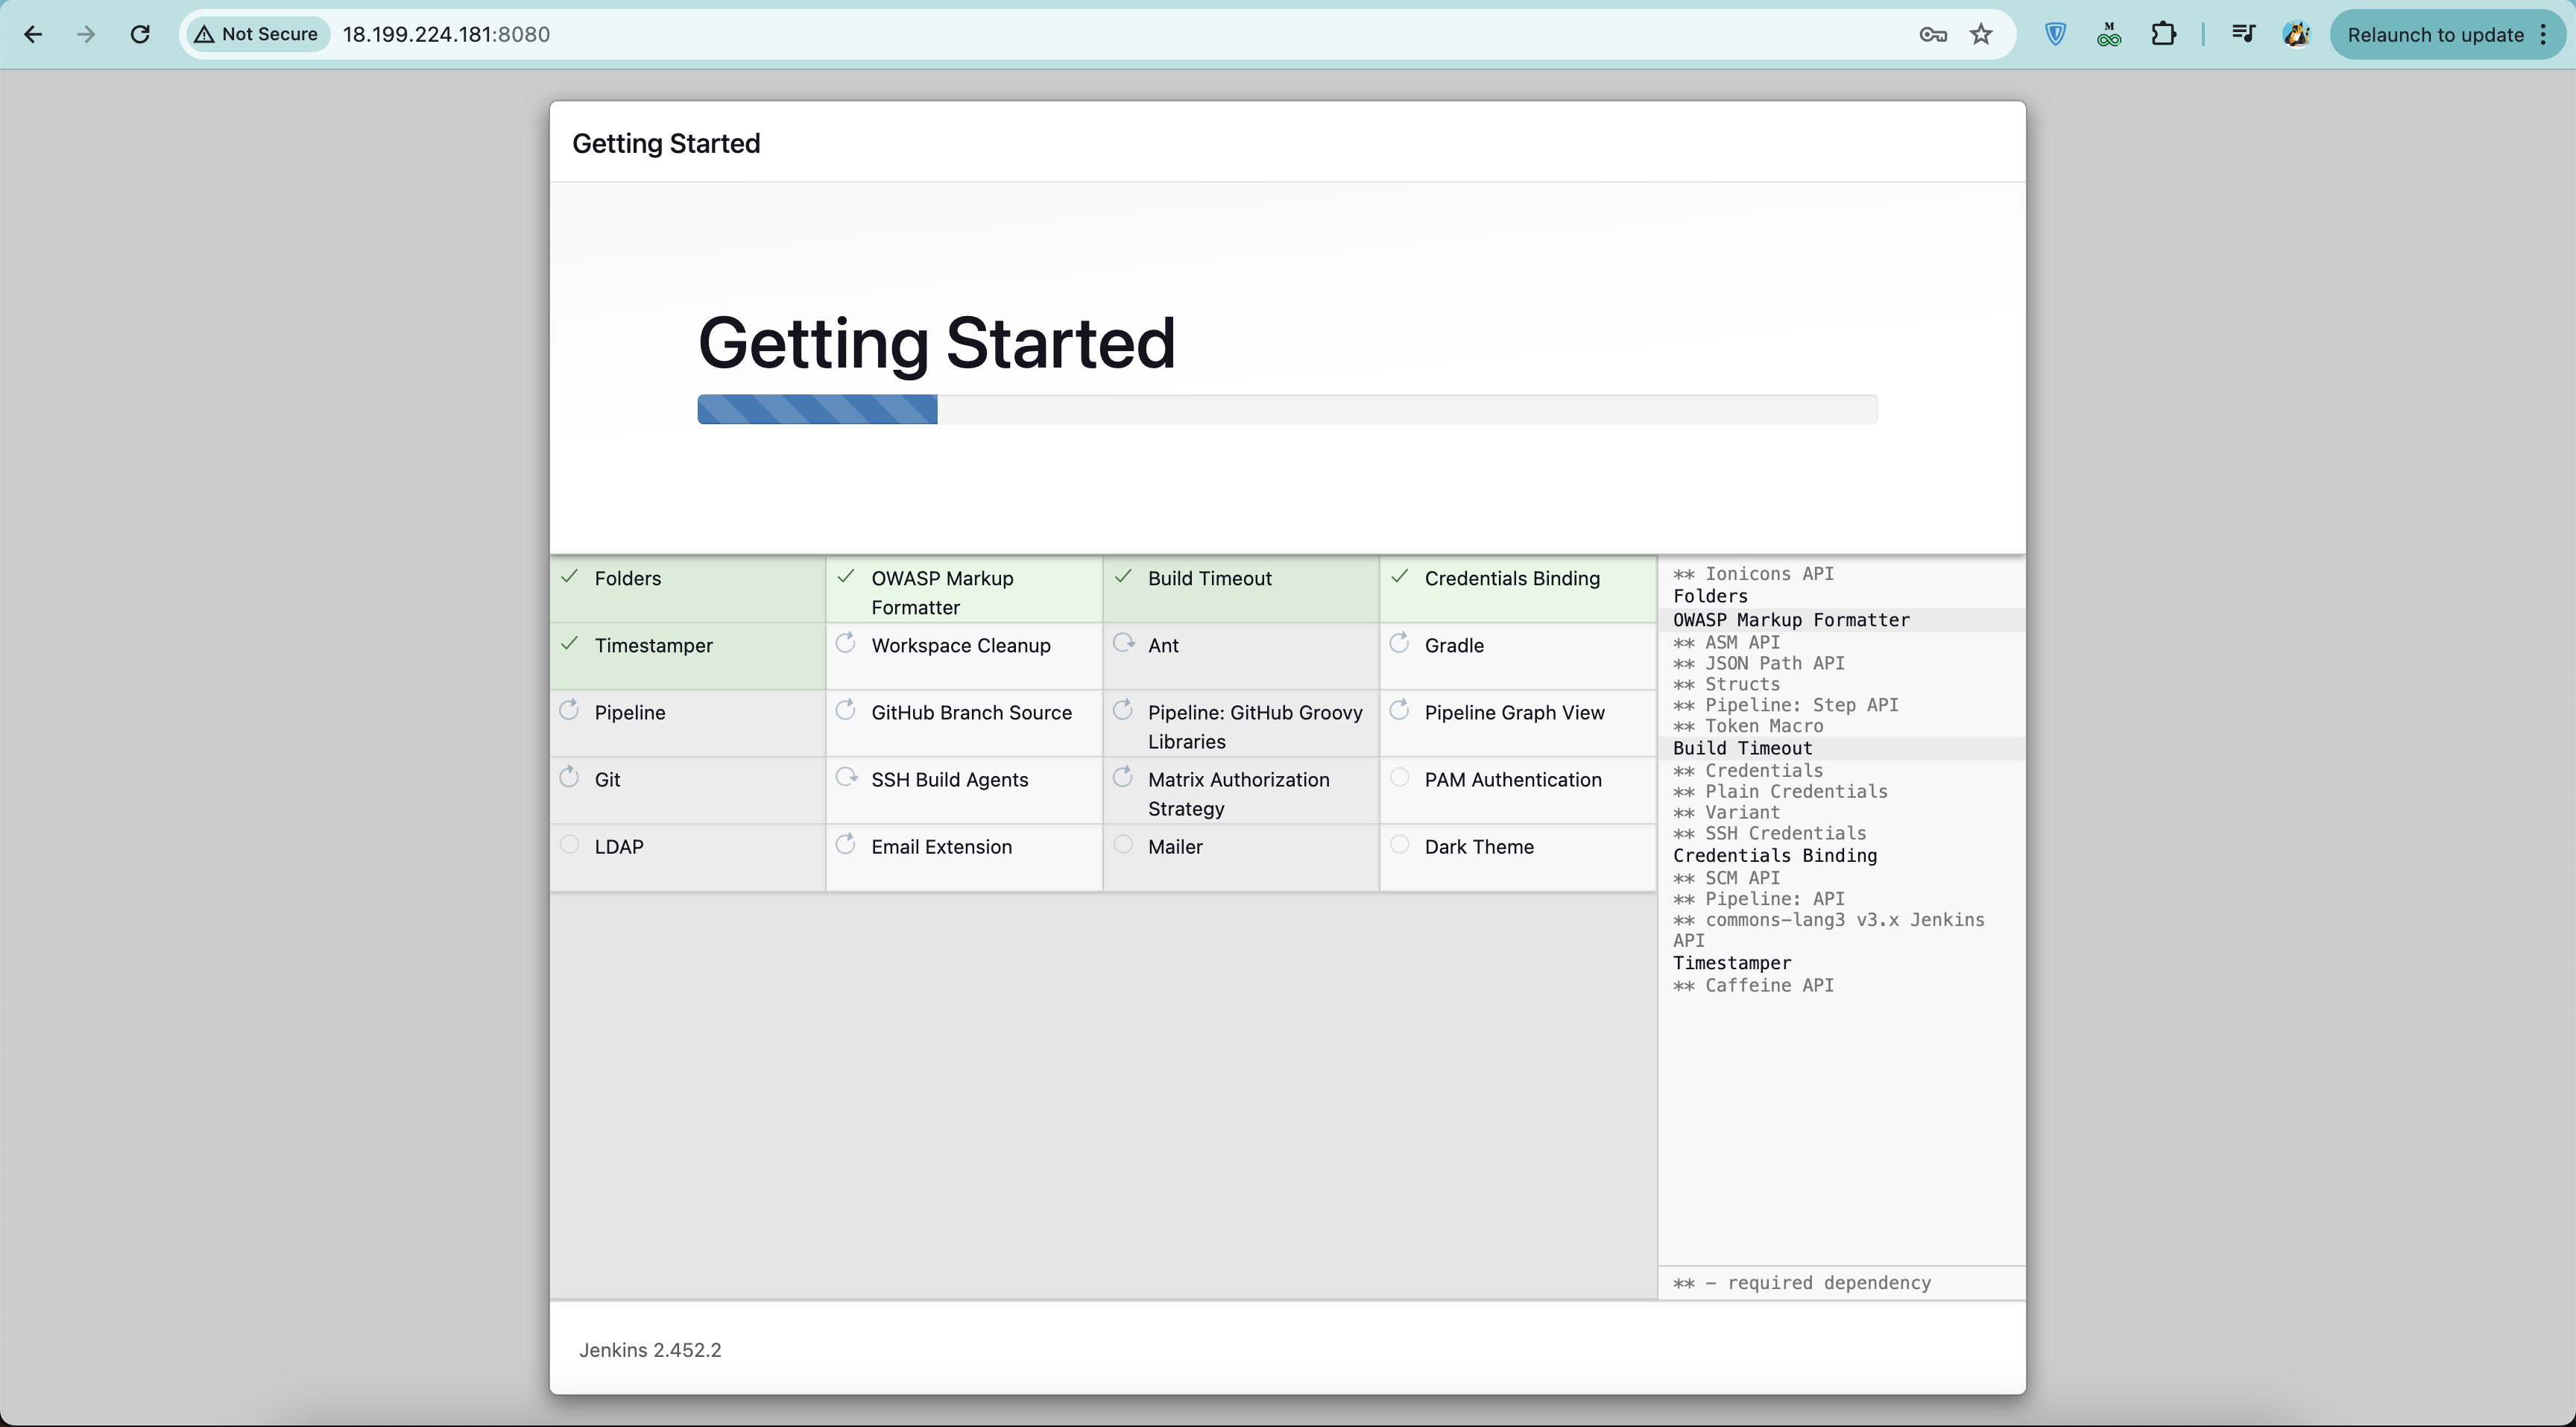 Not Secure 18.199.224.181:8080 Relaunch to update
Getting Started
Getting Started
Folders OWASP Markup Formatter Build Timeout Credentials Binding
Timestamper Workspace Cleanup Ant Gradle
Pipeline GitHub Branch Source Pipeline: GitHub Groovy Libraries Pipeline Graph View
Git SSH Build Agents Matrix Authorization Strategy PAM Authentication
LDAP Email Extension Mailer Dark Theme
** Ionicons API
Folders
OWASP Markup Formatter
** ASM API
** JSON Path API
** Structs
** Pipeline: Step API
** Token Macro
Build Timeout
** Credentials
** Plain Credentials
** Variant
** SSH Credentials
Credentials Binding
** SCM API
** Pipeline: API
** commons-lang3 v3.x Jenkins
API
Timestamper
** Caffeine API
** - required dependency
Jenkins 2.452.2